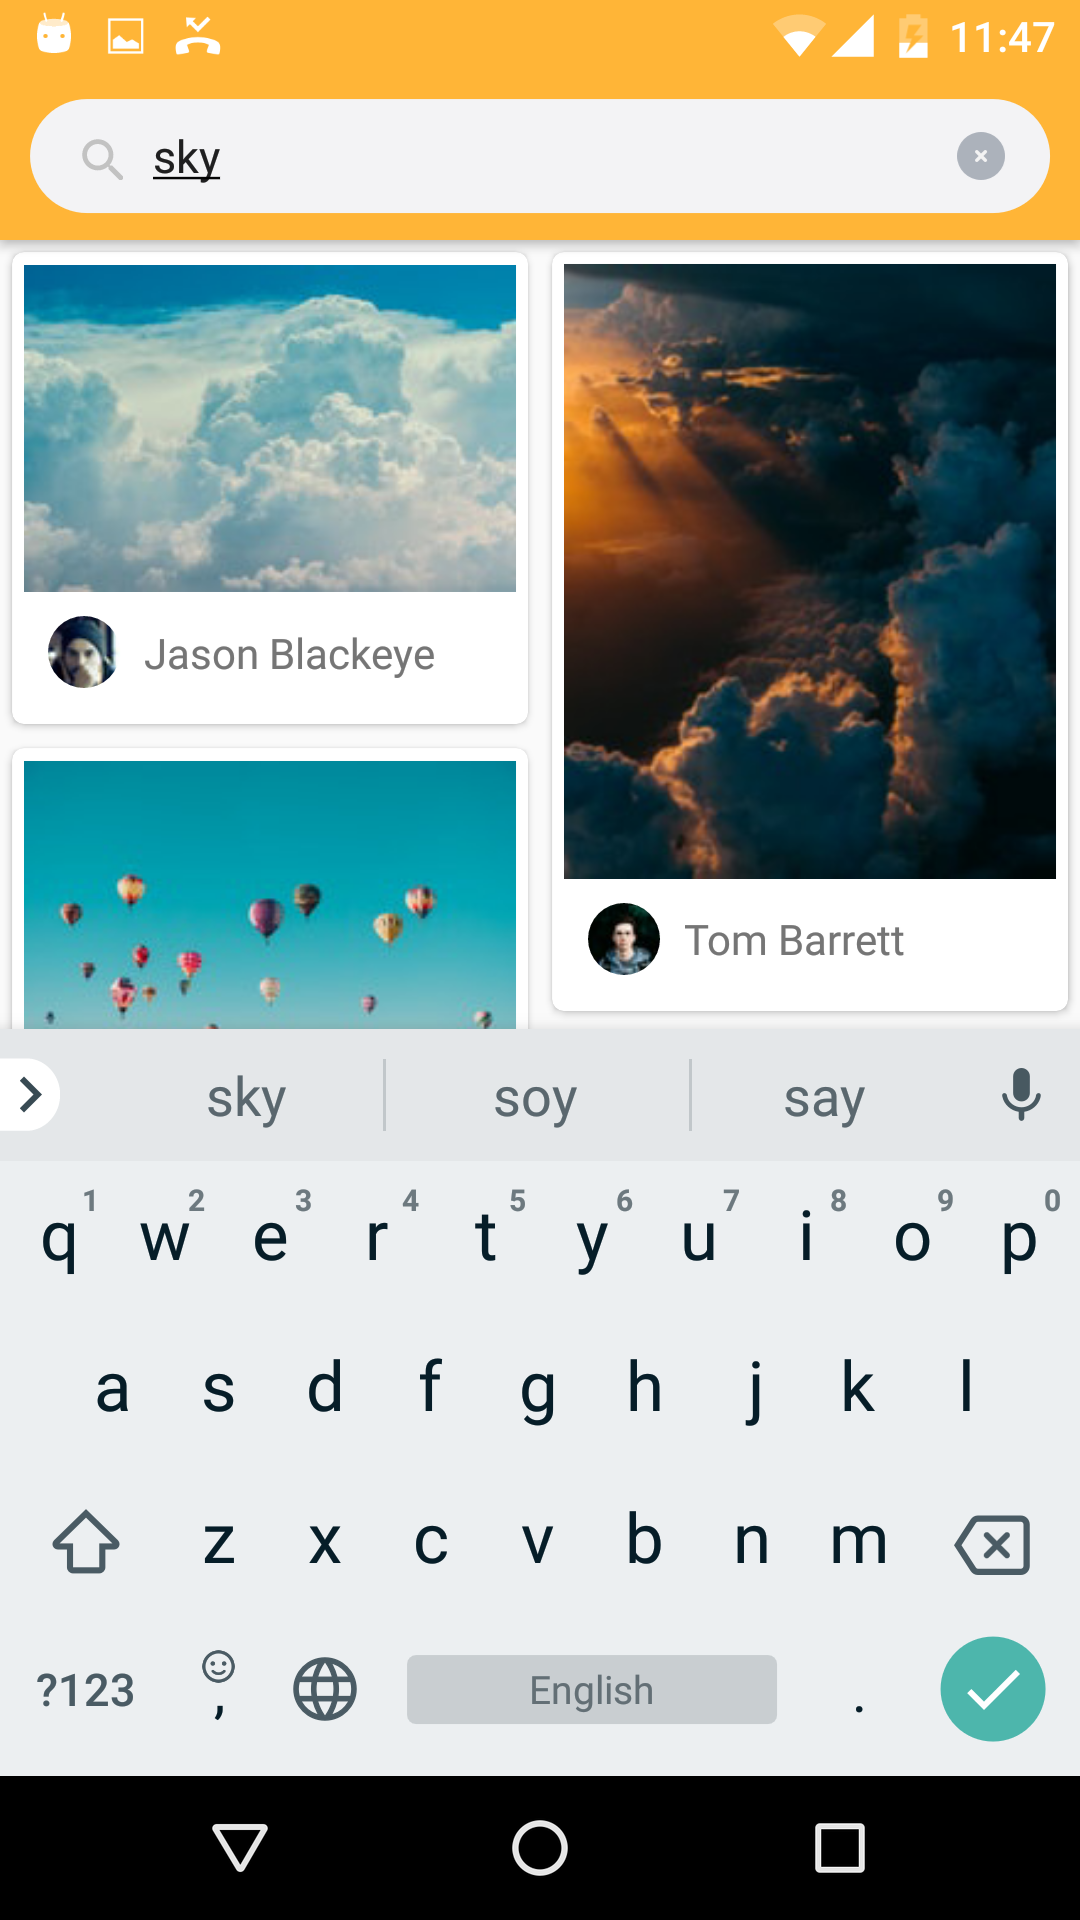 11:47
sky
Jason Blackeye
Tom Barrett
sky soy say
1 2 3 4 5 6 7 8 9 0
q w e r t y u i o p
a s d f g h j k l
z x c v b n m
?123 , English .